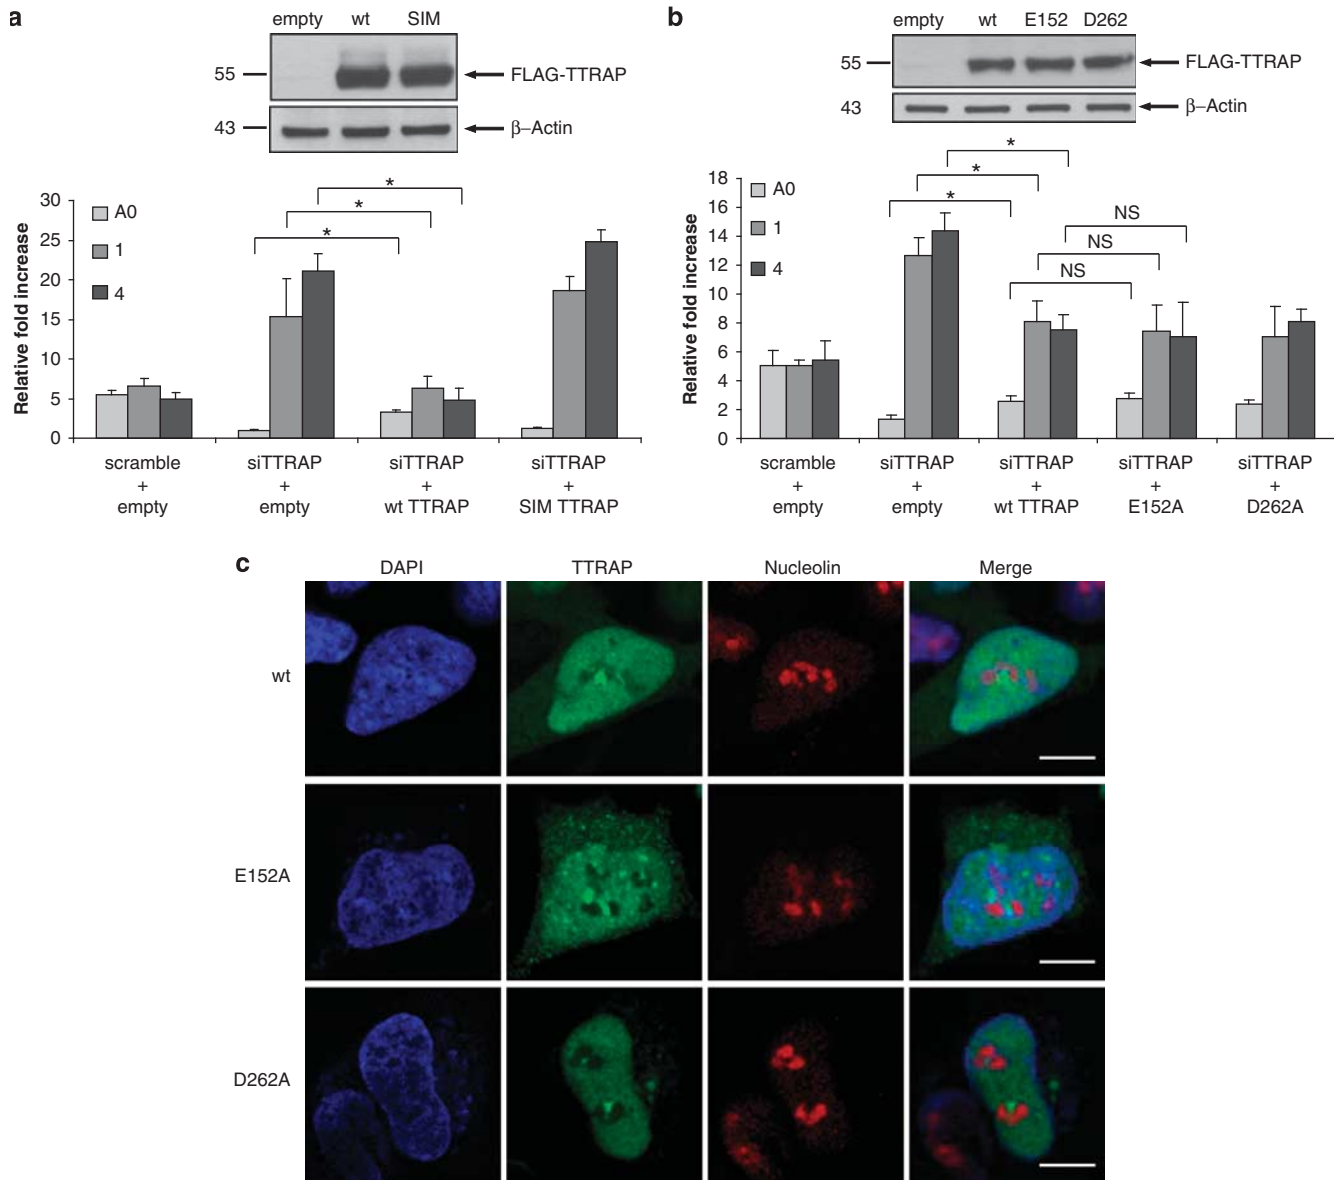 a
empty wt SIM
55
FLAG-TTRAP
43
β–Actin
*
*
*
Relative fold increase
30
25
20
15
10
5
0
A0
1
4
scramble + empty
siTTRAP + empty
siTTRAP + wt TTRAP
siTTRAP + SIM TTRAP
b
empty wt E152 D262
55
FLAG-TTRAP
43
β–Actin
*
*
*
NS
NS
NS
Relative fold increase
18
16
14
12
10
8
6
4
2
0
A0
1
4
scramble + empty
siTTRAP + empty
siTTRAP + wt TTRAP
siTTRAP + E152A
siTTRAP + D262A
c
DAPI TTRAP Nucleolin Merge
wt
E152A
D262A